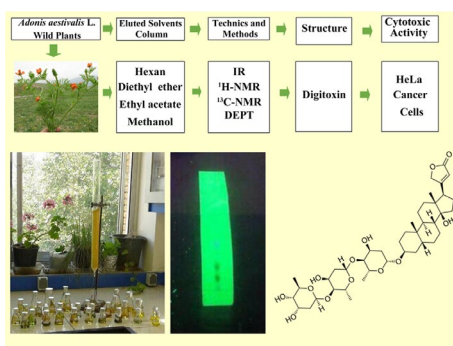 Adonis aestivalis L.
Wild Plants
Eluted Solvents
Column
Technics and
Methods
Structure
Cytotoxic
Activity
Hexan
Diethyl ether
Ethyl acetate
Methanol
IR
¹H-NMR
¹³C-NMR
DEPT
Digitoxin
HeLa
Cancer
Cells
O
O
OH
H
H
H
O
H
OH
O
O
H
HO
O
O
H
HO
O
O
H
HO
OH